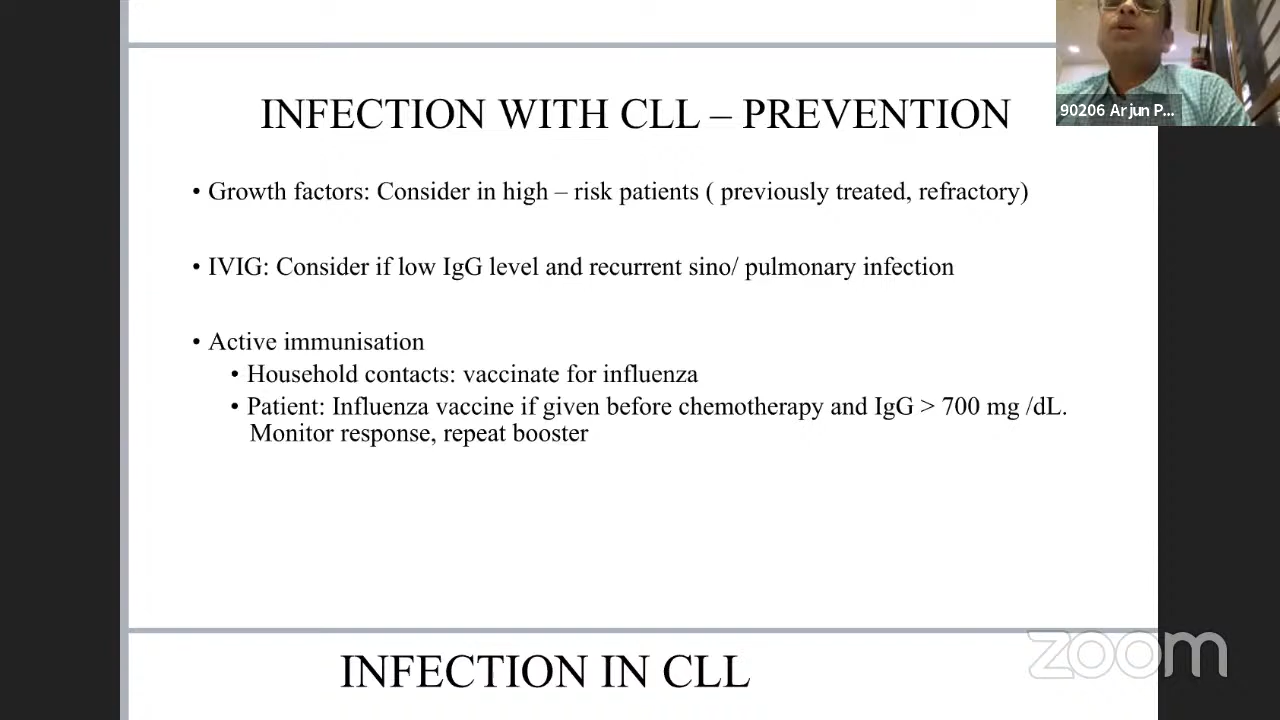 90206 Arjun P...
INFECTION WITH CLL – PREVENTION
• Growth factors: Consider in high – risk patients ( previously treated, refractory)
• IVIG: Consider if low IgG level and recurrent sino/ pulmonary infection
• Active immunisation
• Household contacts: vaccinate for influenza
• Patient: Influenza vaccine if given before chemotherapy and IgG > 700 mg /dL.
Monitor response, repeat booster
INFECTION IN CLL
zoom